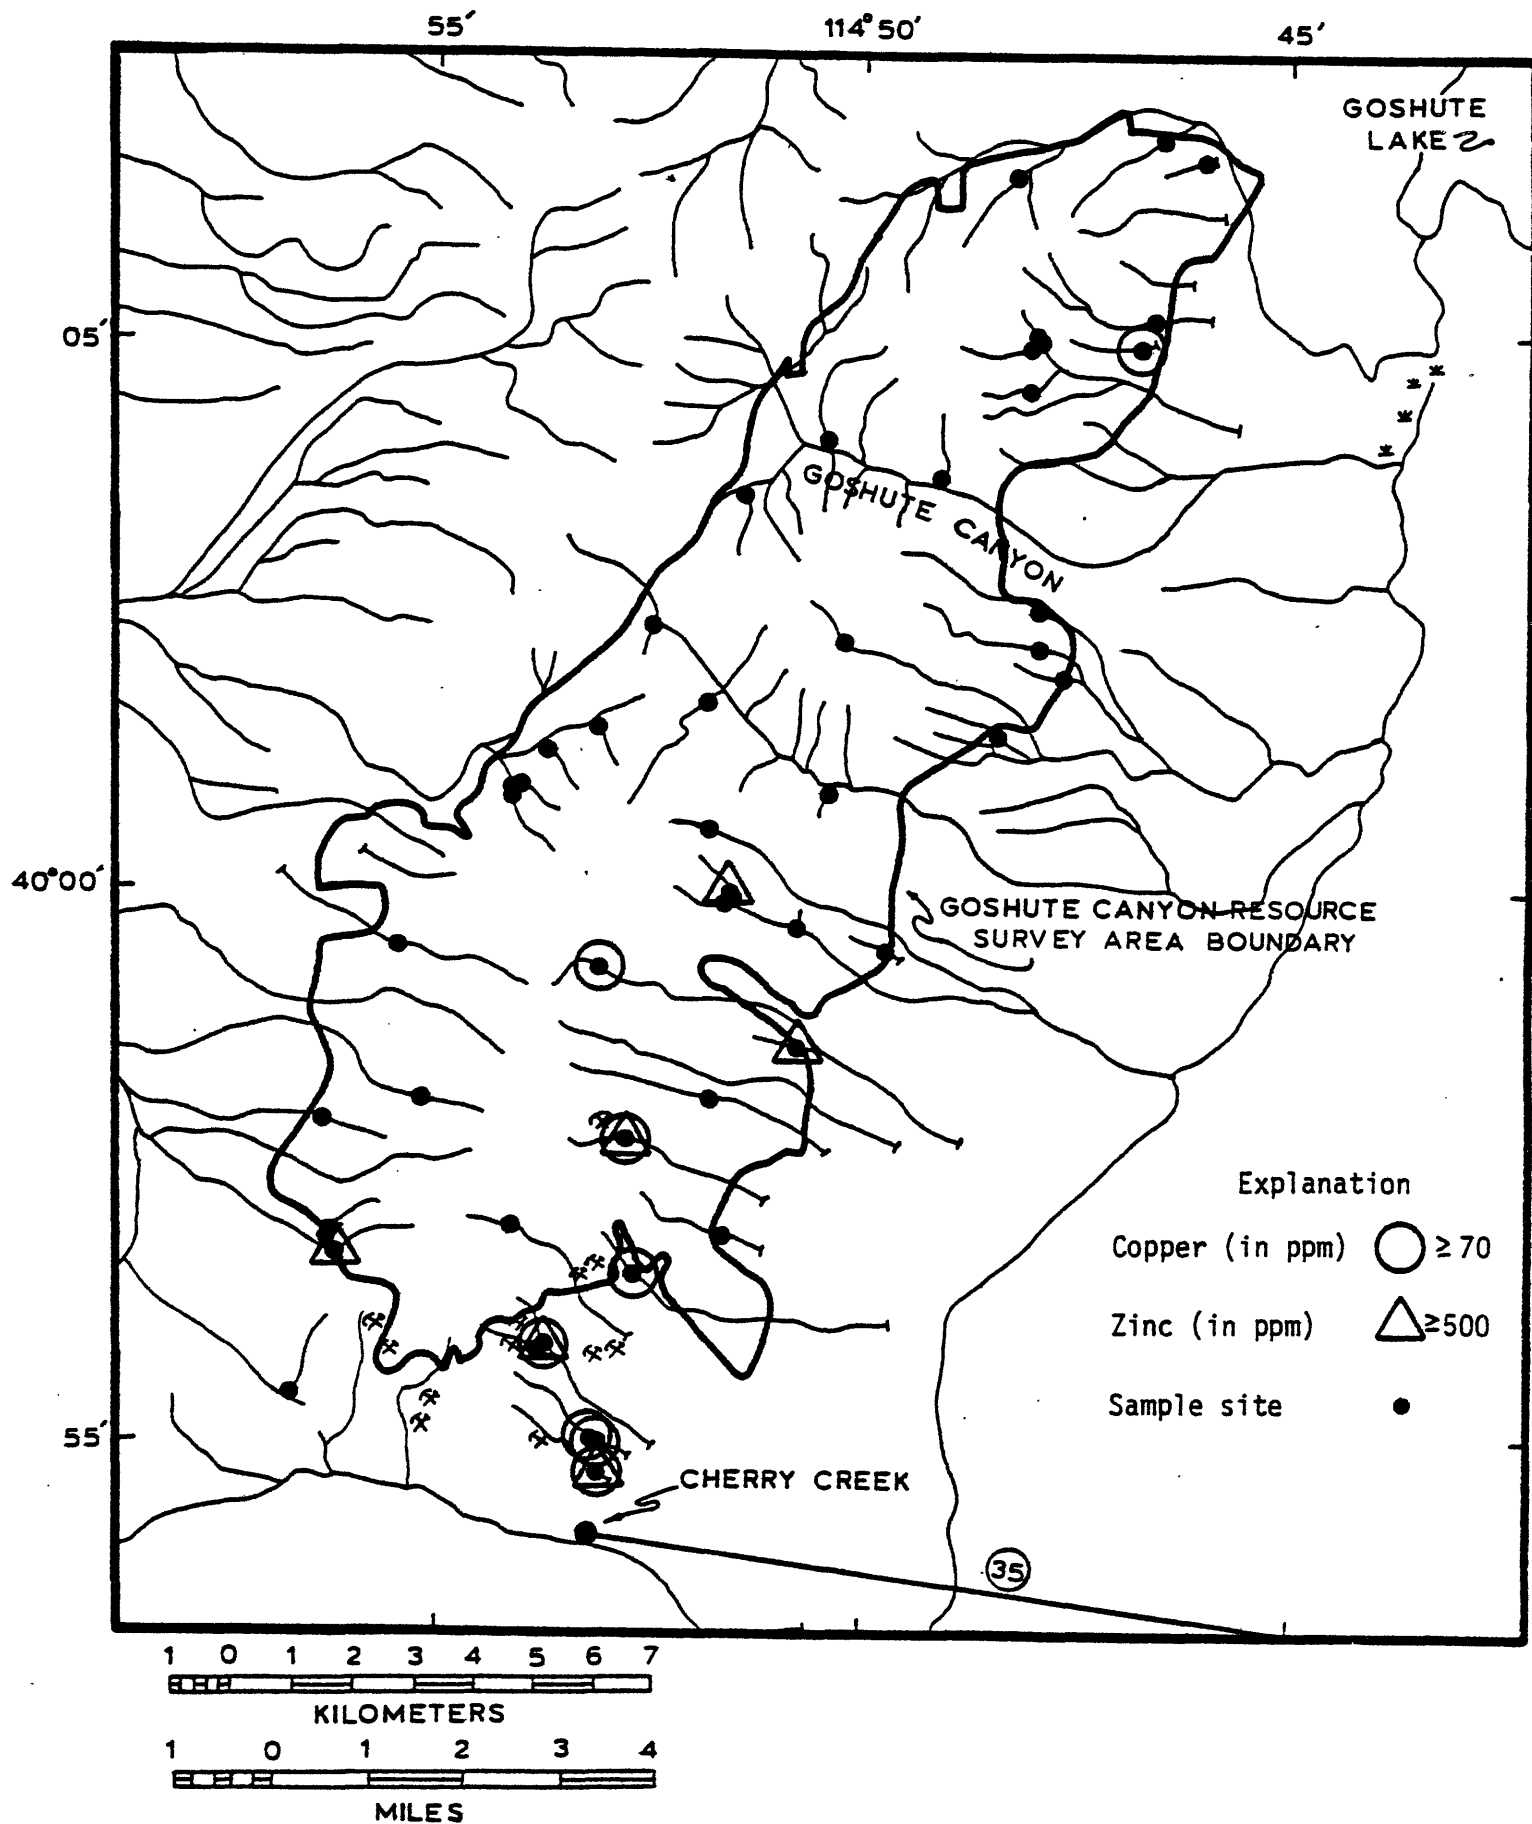 55′ 114°50′ 45′
GOSHUTE
LAKE
05′
GOSHUTE CANYON
40°00′
GOSHUTE CANYON RESOURCE
SURVEY AREA BOUNDARY
Explanation
Copper (in ppm) ≥70
Zinc (in ppm) ≥500
Sample site
55′
CHERRY CREEK
35
1 0 1 2 3 4 5 6 7
KILOMETERS
1 0 1 2 3 4
MILES